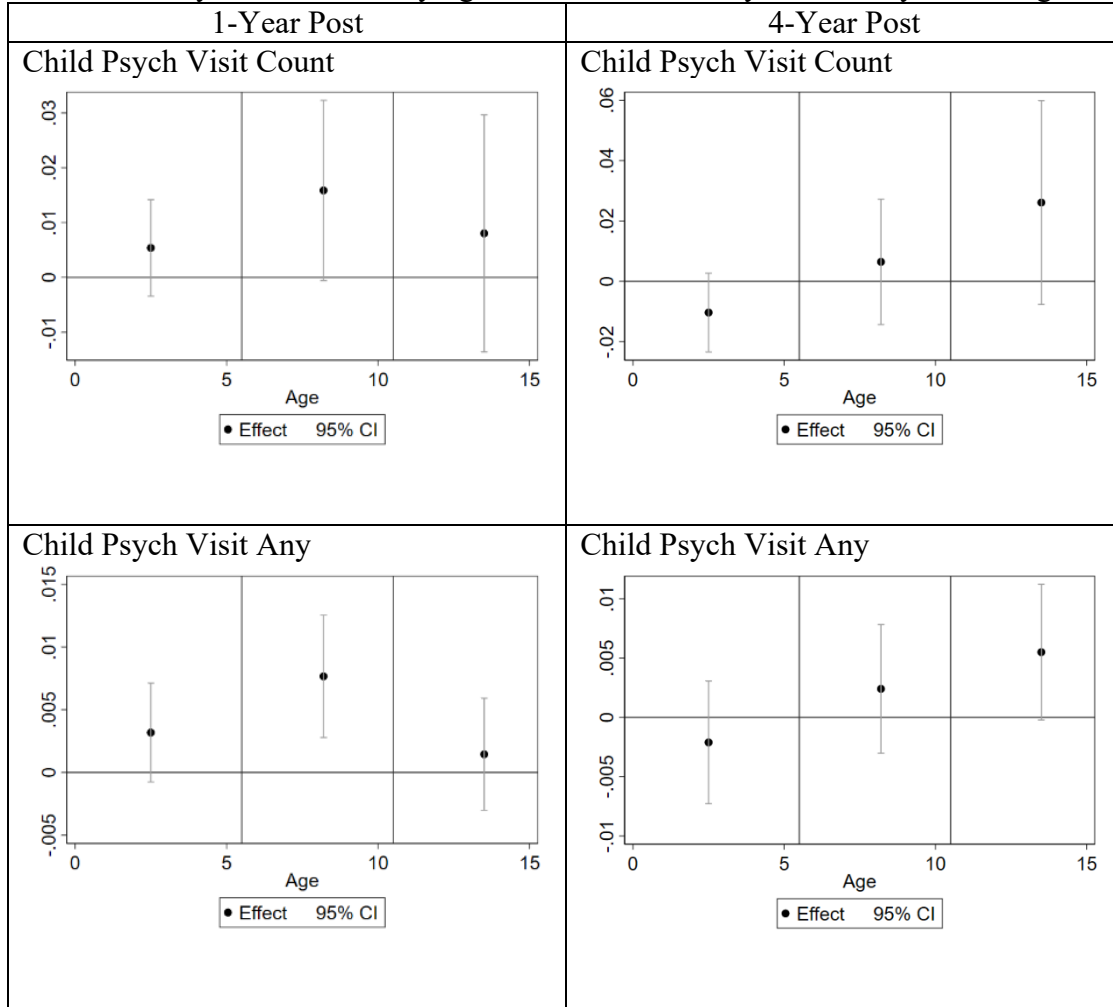 1-Year Post
4-Year Post
Child Psych Visit Count
.03
.02
.01
0
-.01
0
5
10
15
Age
Effect 95% CI
Child Psych Visit Count
.06
.04
.02
0
-.02
0
5
10
15
Age
Effect 95% CI
Child Psych Visit Any
.015
.01
.005
0
-.005
0
5
10
15
Age
Effect 95% CI
Child Psych Visit Any
.01
.005
0
-.005
-.01
0
5
10
15
Age
Effect 95% CI